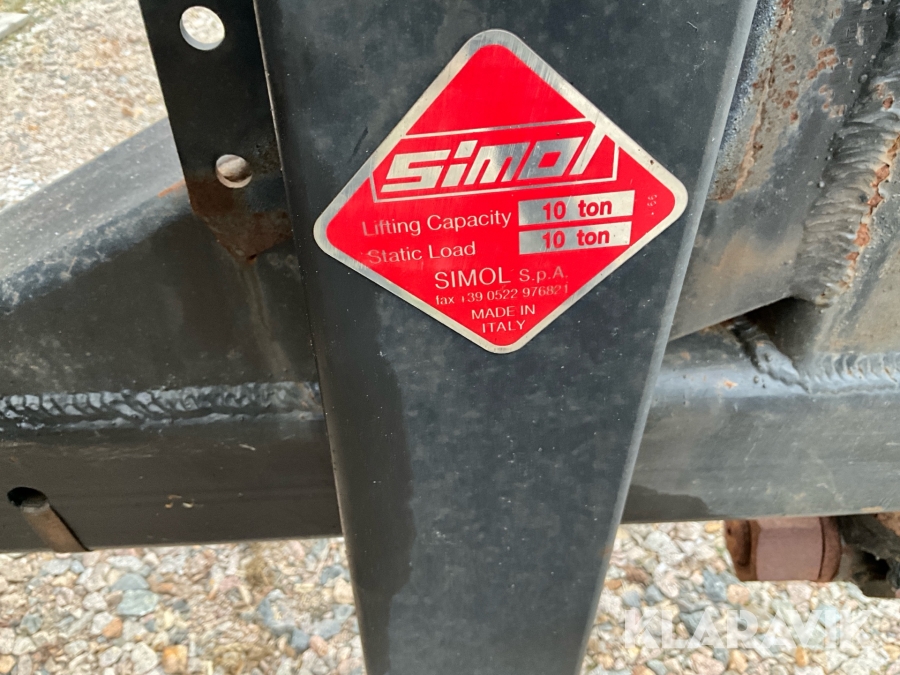 Simol
Lifting Capacity 10 ton
Static Load 10 ton
SIMOL S.p.A.
fax +39 0522 976821
MADE IN
ITALY
KLARAVIK